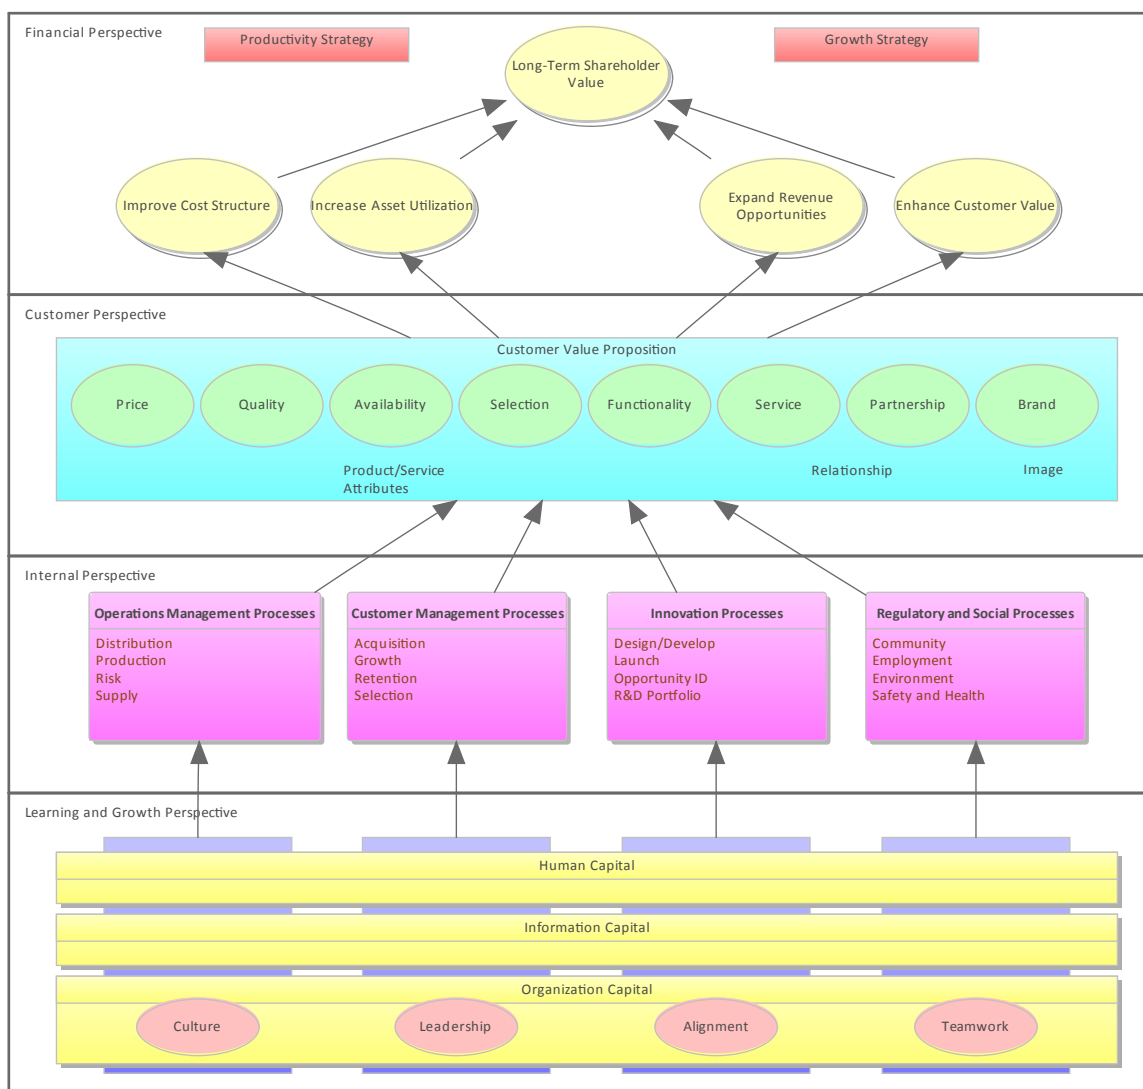 Financial Perspective
Productivity Strategy
Growth Strategy
Long-Term Shareholder
Value
Improve Cost Structure
Increase Asset Utilization
Expand Revenue
Opportunities
Enhance Customer Value
Customer Perspective
Customer Value Proposition
Price
Quality
Availability
Selection
Functionality
Service
Partnership
Brand
Product/Service
Attributes
Relationship
Image
Internal Perspective
Operations Management Processes
Distribution
Production
Risk
Supply
Customer Management Processes
Acquisition
Growth
Retention
Selection
Innovation Processes
Design/Develop
Launch
Opportunity ID
R&D Portfolio
Regulatory and Social Processes
Community
Employment
Environment
Safety and Health
Learning and Growth Perspective
Human Capital
Information Capital
Organization Capital
Culture
Leadership
Alignment
Teamwork